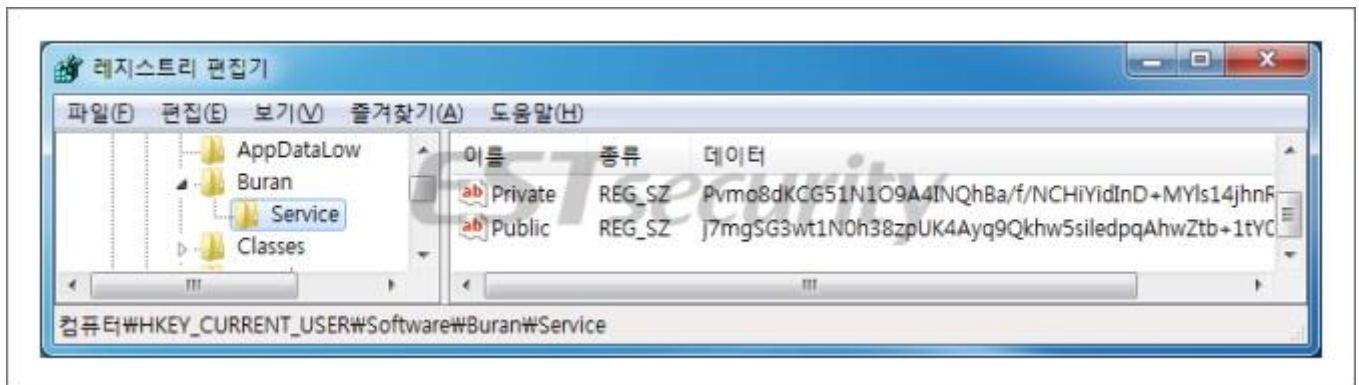 레지스트리 편집기
파일(F) 편집(E) 보기(V) 즐겨찾기(A) 도움말(H)
AppDataLow
Buran
Service
Classes
이름 종류 데이터
ab Private REG_SZ Pvmo8dKCG51N1O9A4INQhBa/f/NCHiYidInD+MYls14jhnR
ab Public REG_SZ j7mgSG3wt1N0h38zpUK4Ayq9Qkhw5siledpqAhwZtb+1tYC
ESTsecurity
컴퓨터₩HKEY_CURRENT_USER₩Software₩Buran₩Service